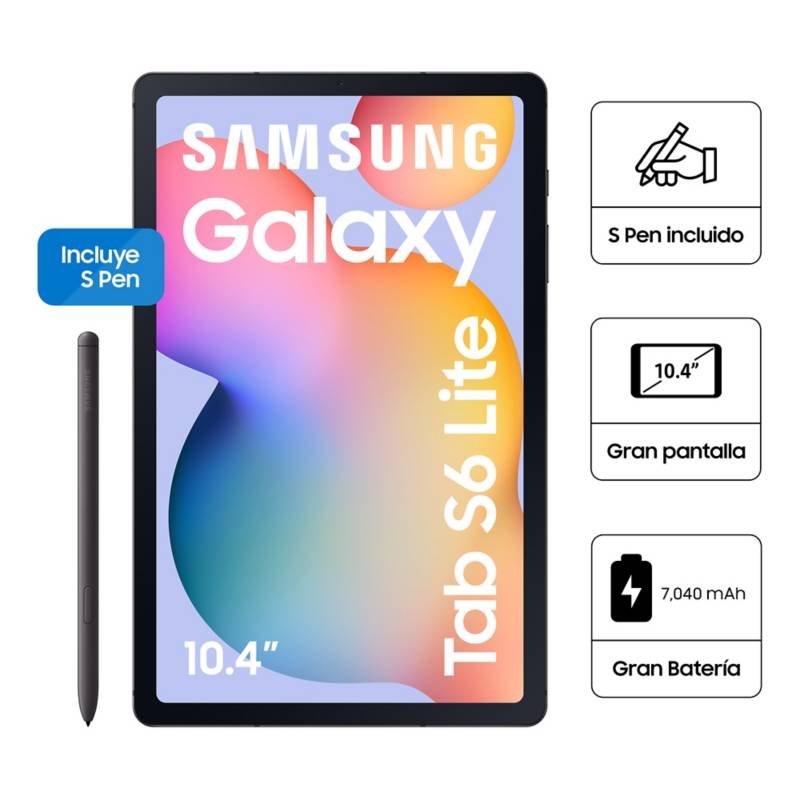 SAMSUNG
Galaxy
Tab S6 Lite
10.4”
Incluye
S Pen
SAMSUNG
S Pen incluido
10.4”
Gran pantalla
7,040 mAh
Gran Batería